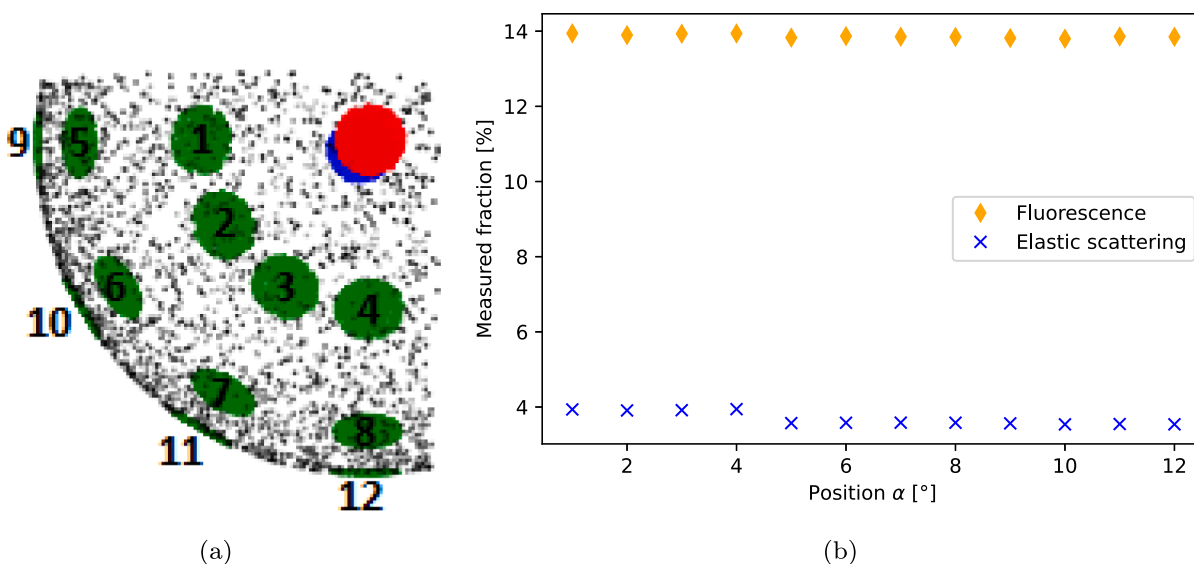 9
5
1
2
6
3
4
10
7
8
11
12
(a)
14
12
10
8
6
4
Measured fraction [%]
Fluorescence
Elastic scattering
2 4 6 8 10 12
Position α [°]
(b)